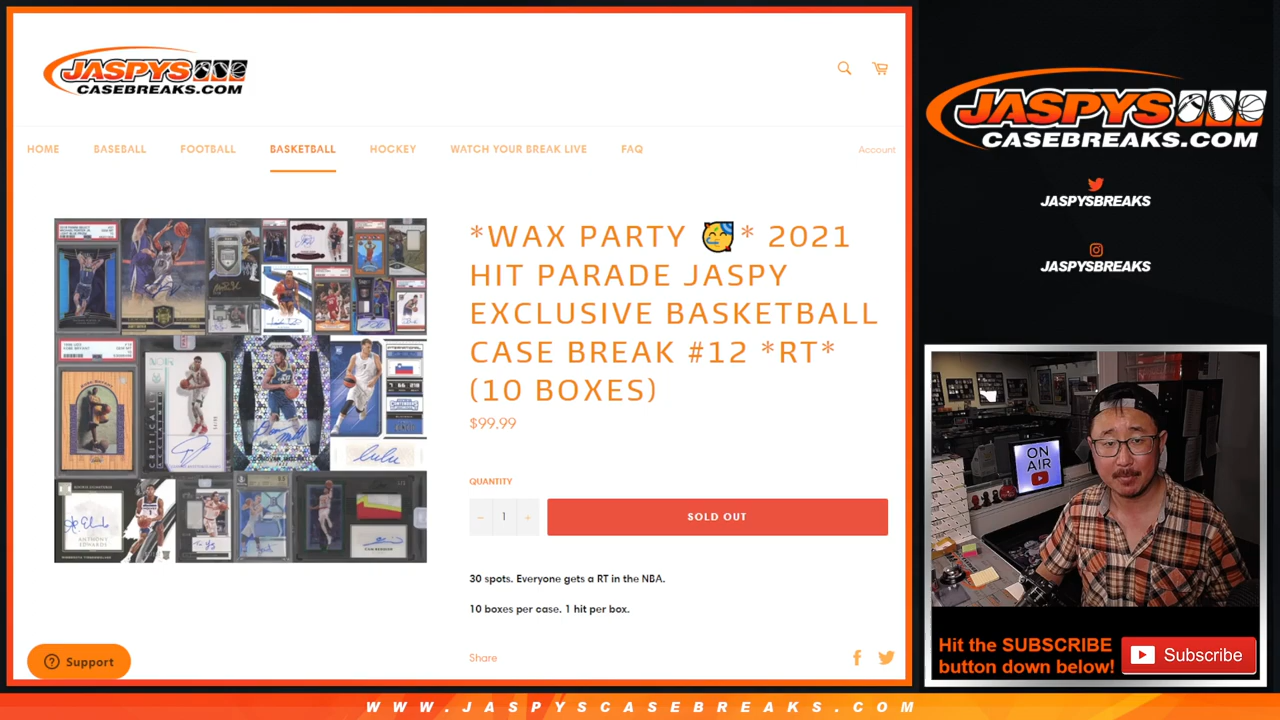 JASPYS
CASEBREAKS.COM
HOME BASEBALL FOOTBALL BASKETBALL HOCKEY WATCH YOUR BREAK LIVE FAQ Account
*WAX PARTY 🥳* 2021
HIT PARADE JASPY
EXCLUSIVE BASKETBALL
CASE BREAK #12 *RT*
(10 BOXES)
$99.99
QUANTITY
− 1 +
SOLD OUT
30 spots. Everyone gets a RT in the NBA.
10 boxes per case. 1 hit per box.
Share
Support
ANTHONY
EDWARDS
JASPYS
CASEBREAKS.COM
JASPYSBREAKS
JASPYSBREAKS
ON
AIR
Hit the SUBSCRIBE
button down below!
Subscribe
WWW.JASPYSCASEBREAKS.COM